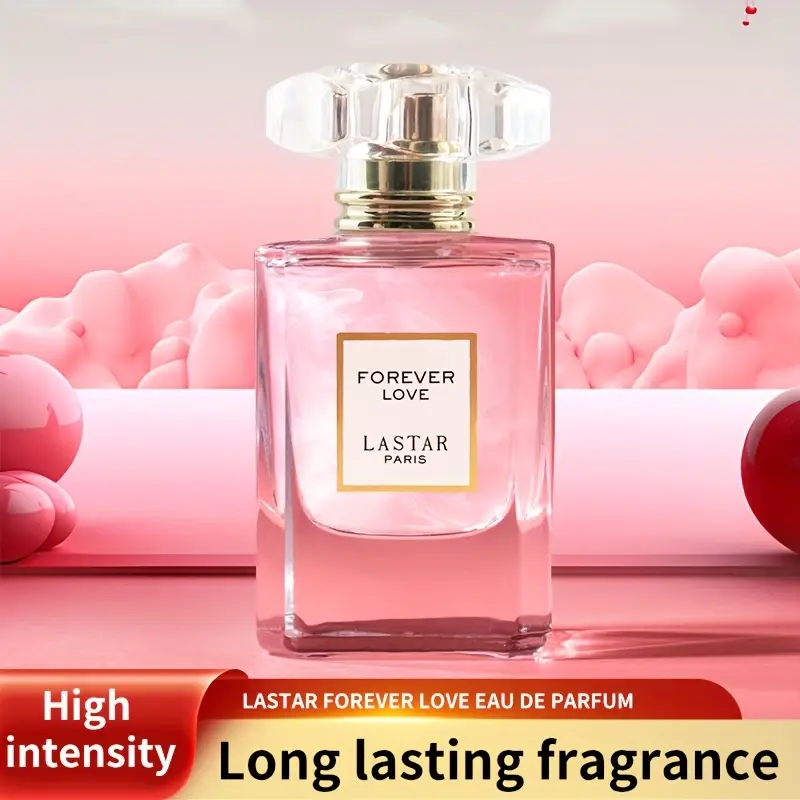 FOREVER
LOVE
LASTAR
PARIS
High
intensity
LASTAR FOREVER LOVE EAU DE PARFUM
Long lasting fragrance